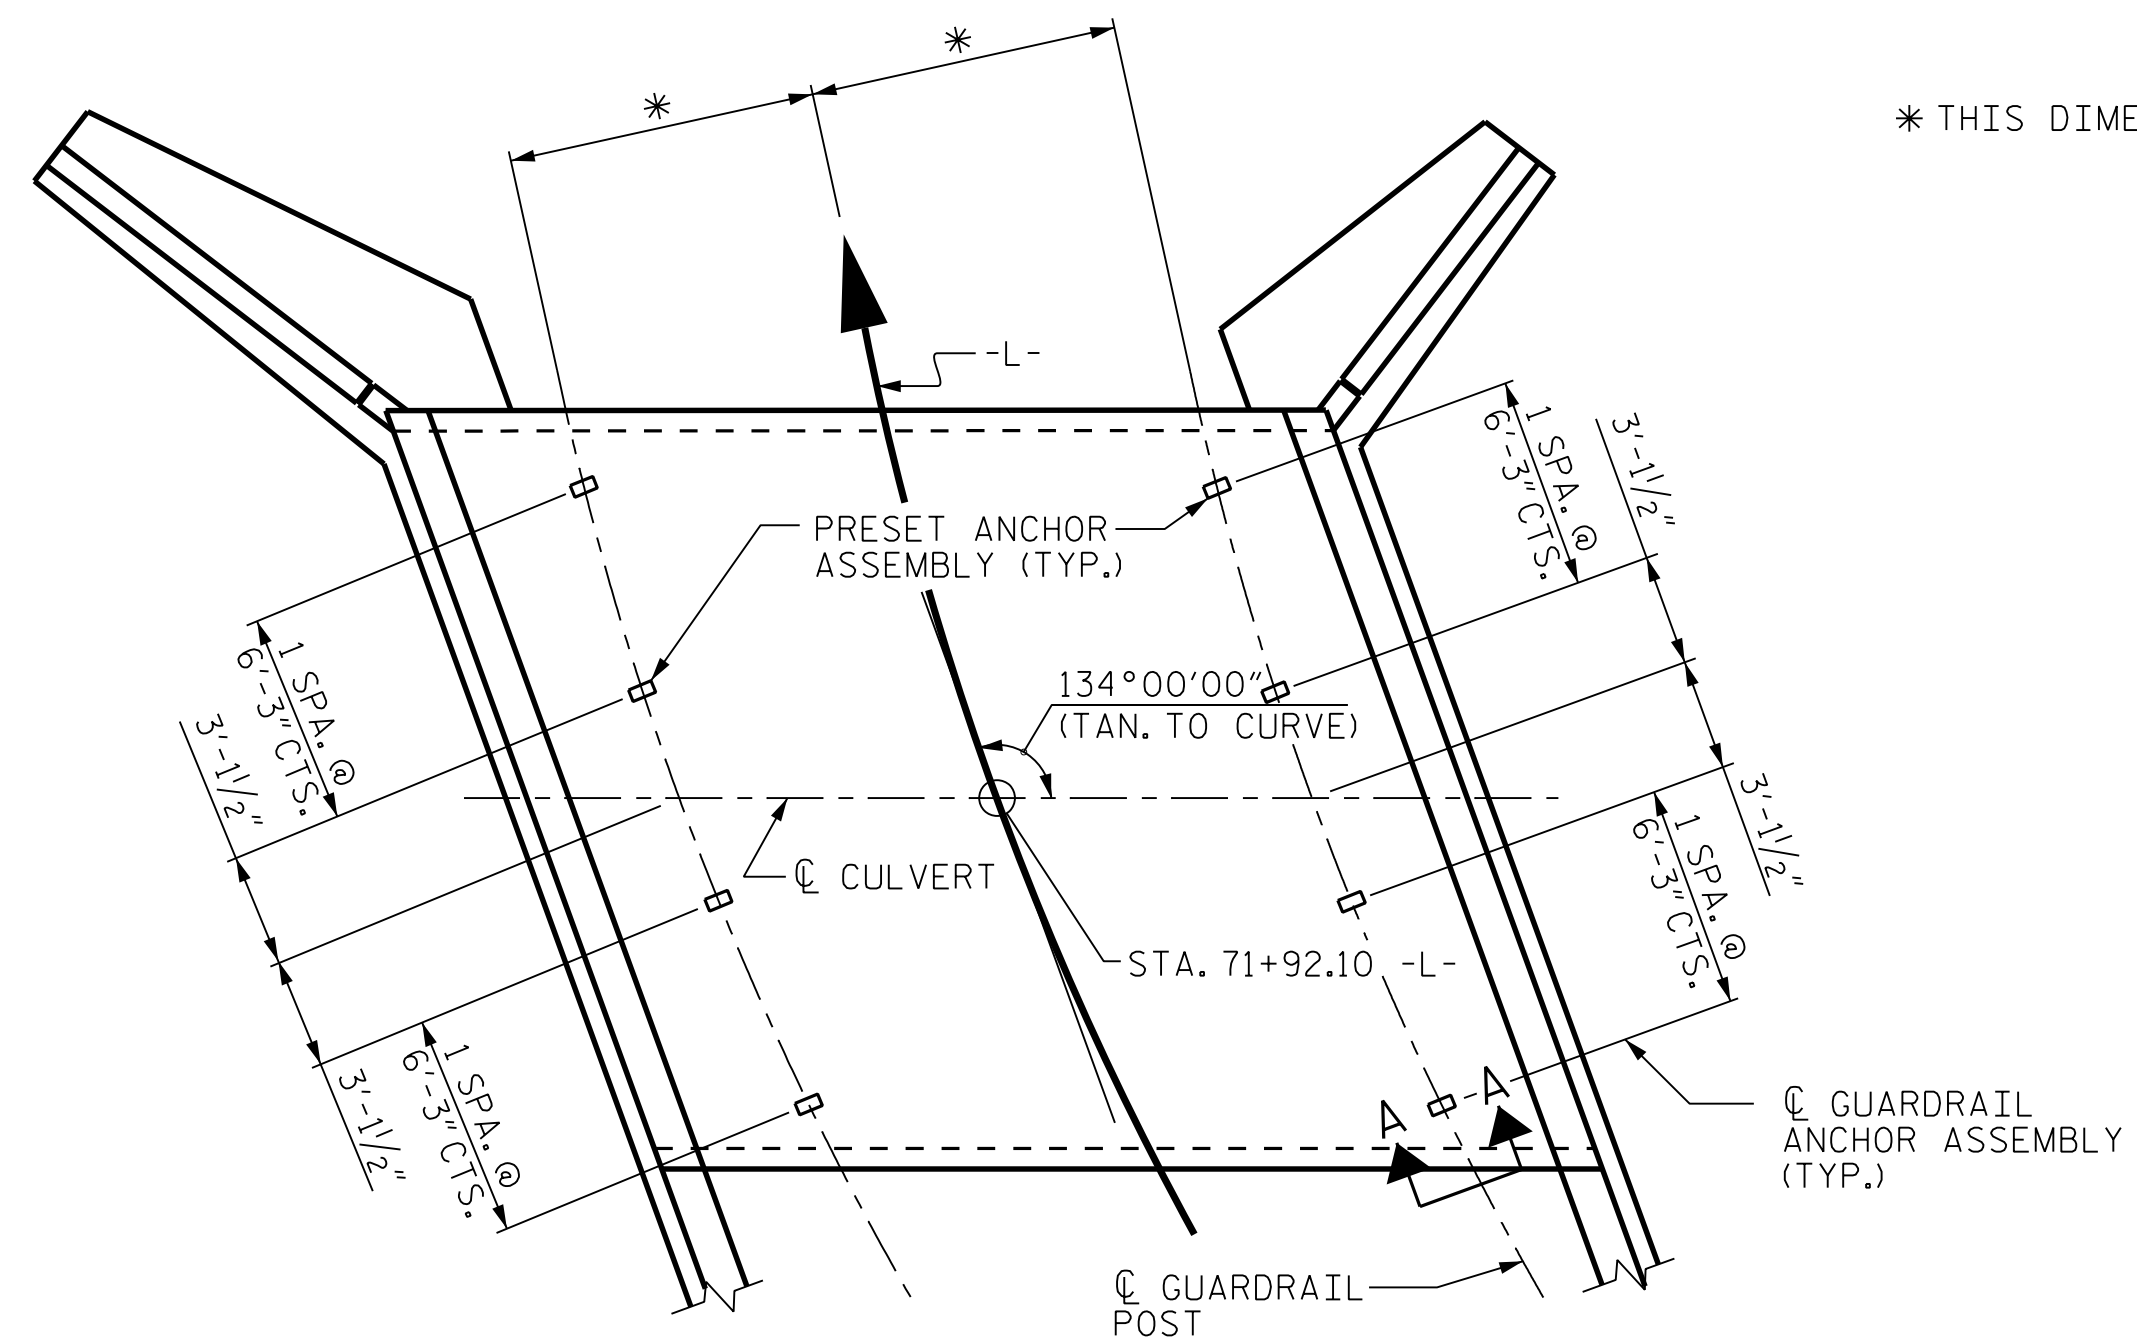 *
*
* THIS DIME
-L-
PRESET ANCHOR
ASSEMBLY (TYP.)
1 SPA. @
6'-3" CTS.
3'-1½"
134°00'00"
(TAN. TO CURVE)
1 SPA. @
6'-3" CTS.
3'-1½"
℄ CULVERT
3'-1½"
1 SPA. @
6'-3" CTS.
STA. 71+92.10 -L-
3'-1½"
1 SPA. @
6'-3" CTS.
A
A
℄ GUARDRAIL
ANCHOR ASSEMBLY
(TYP.)
℄ GUARDRAIL
POST